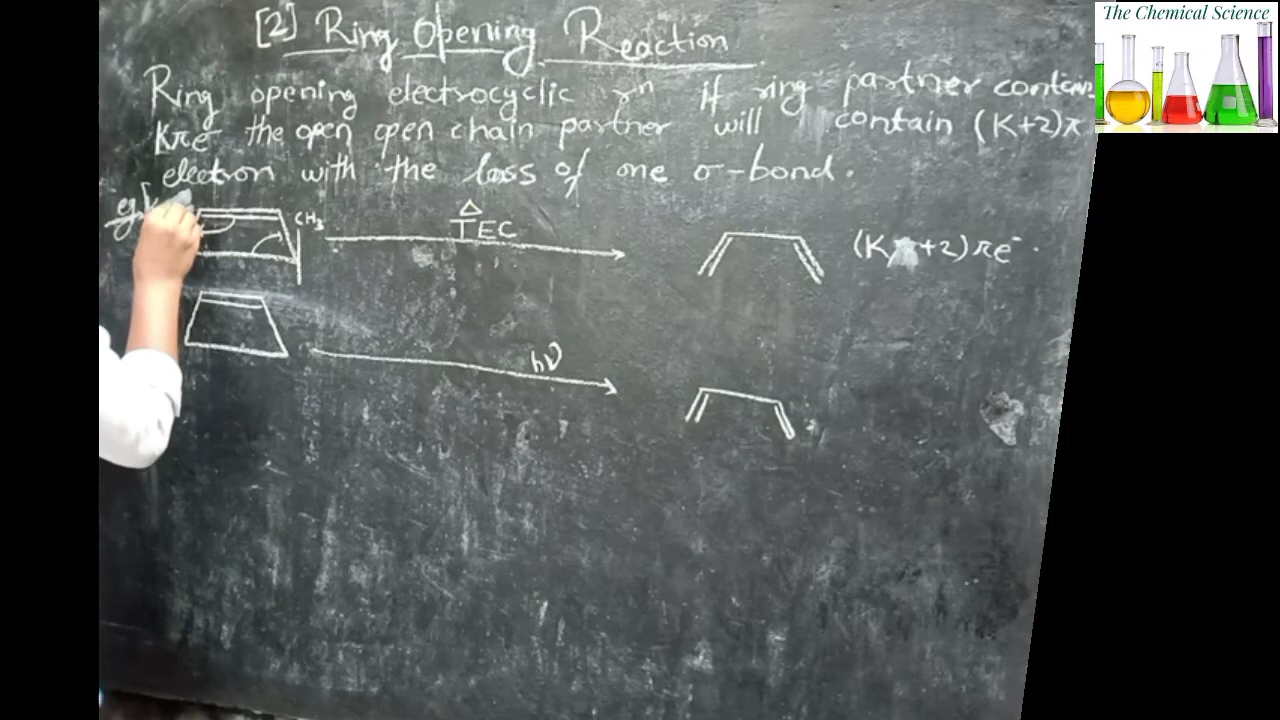 The Chemical Science
[2] Ring Opening Reaction
Ring opening electrocyclic rⁿ if ring partner contains
Kπe⁻ the open open chain partner will contain (K+2)π
electron with the loss of one σ-bond.
eg
CH₃
Δ
TEC
(K +2)πe⁻.
hν